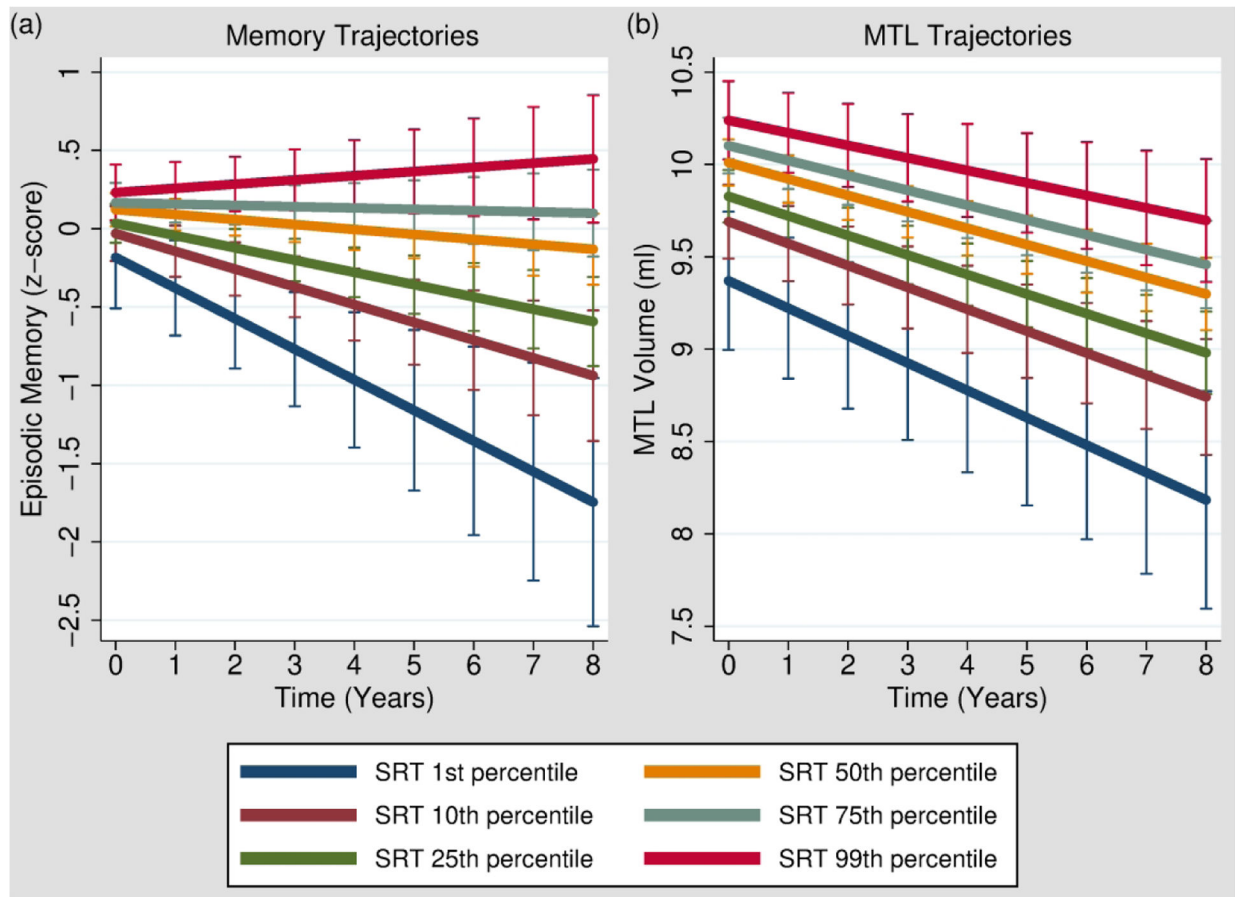 (a)
Memory Trajectories
Episodic Memory (z-score)
1
.5
0
-.5
-1
-1.5
-2
-2.5
0 1 2 3 4 5 6 7 8
Time (Years)
(b)
MTL Trajectories
MTL Volume (ml)
10.5
10
9.5
9
8.5
8
7.5
0 1 2 3 4 5 6 7 8
Time (Years)
SRT 1st percentile
SRT 50th percentile
SRT 10th percentile
SRT 75th percentile
SRT 25th percentile
SRT 99th percentile